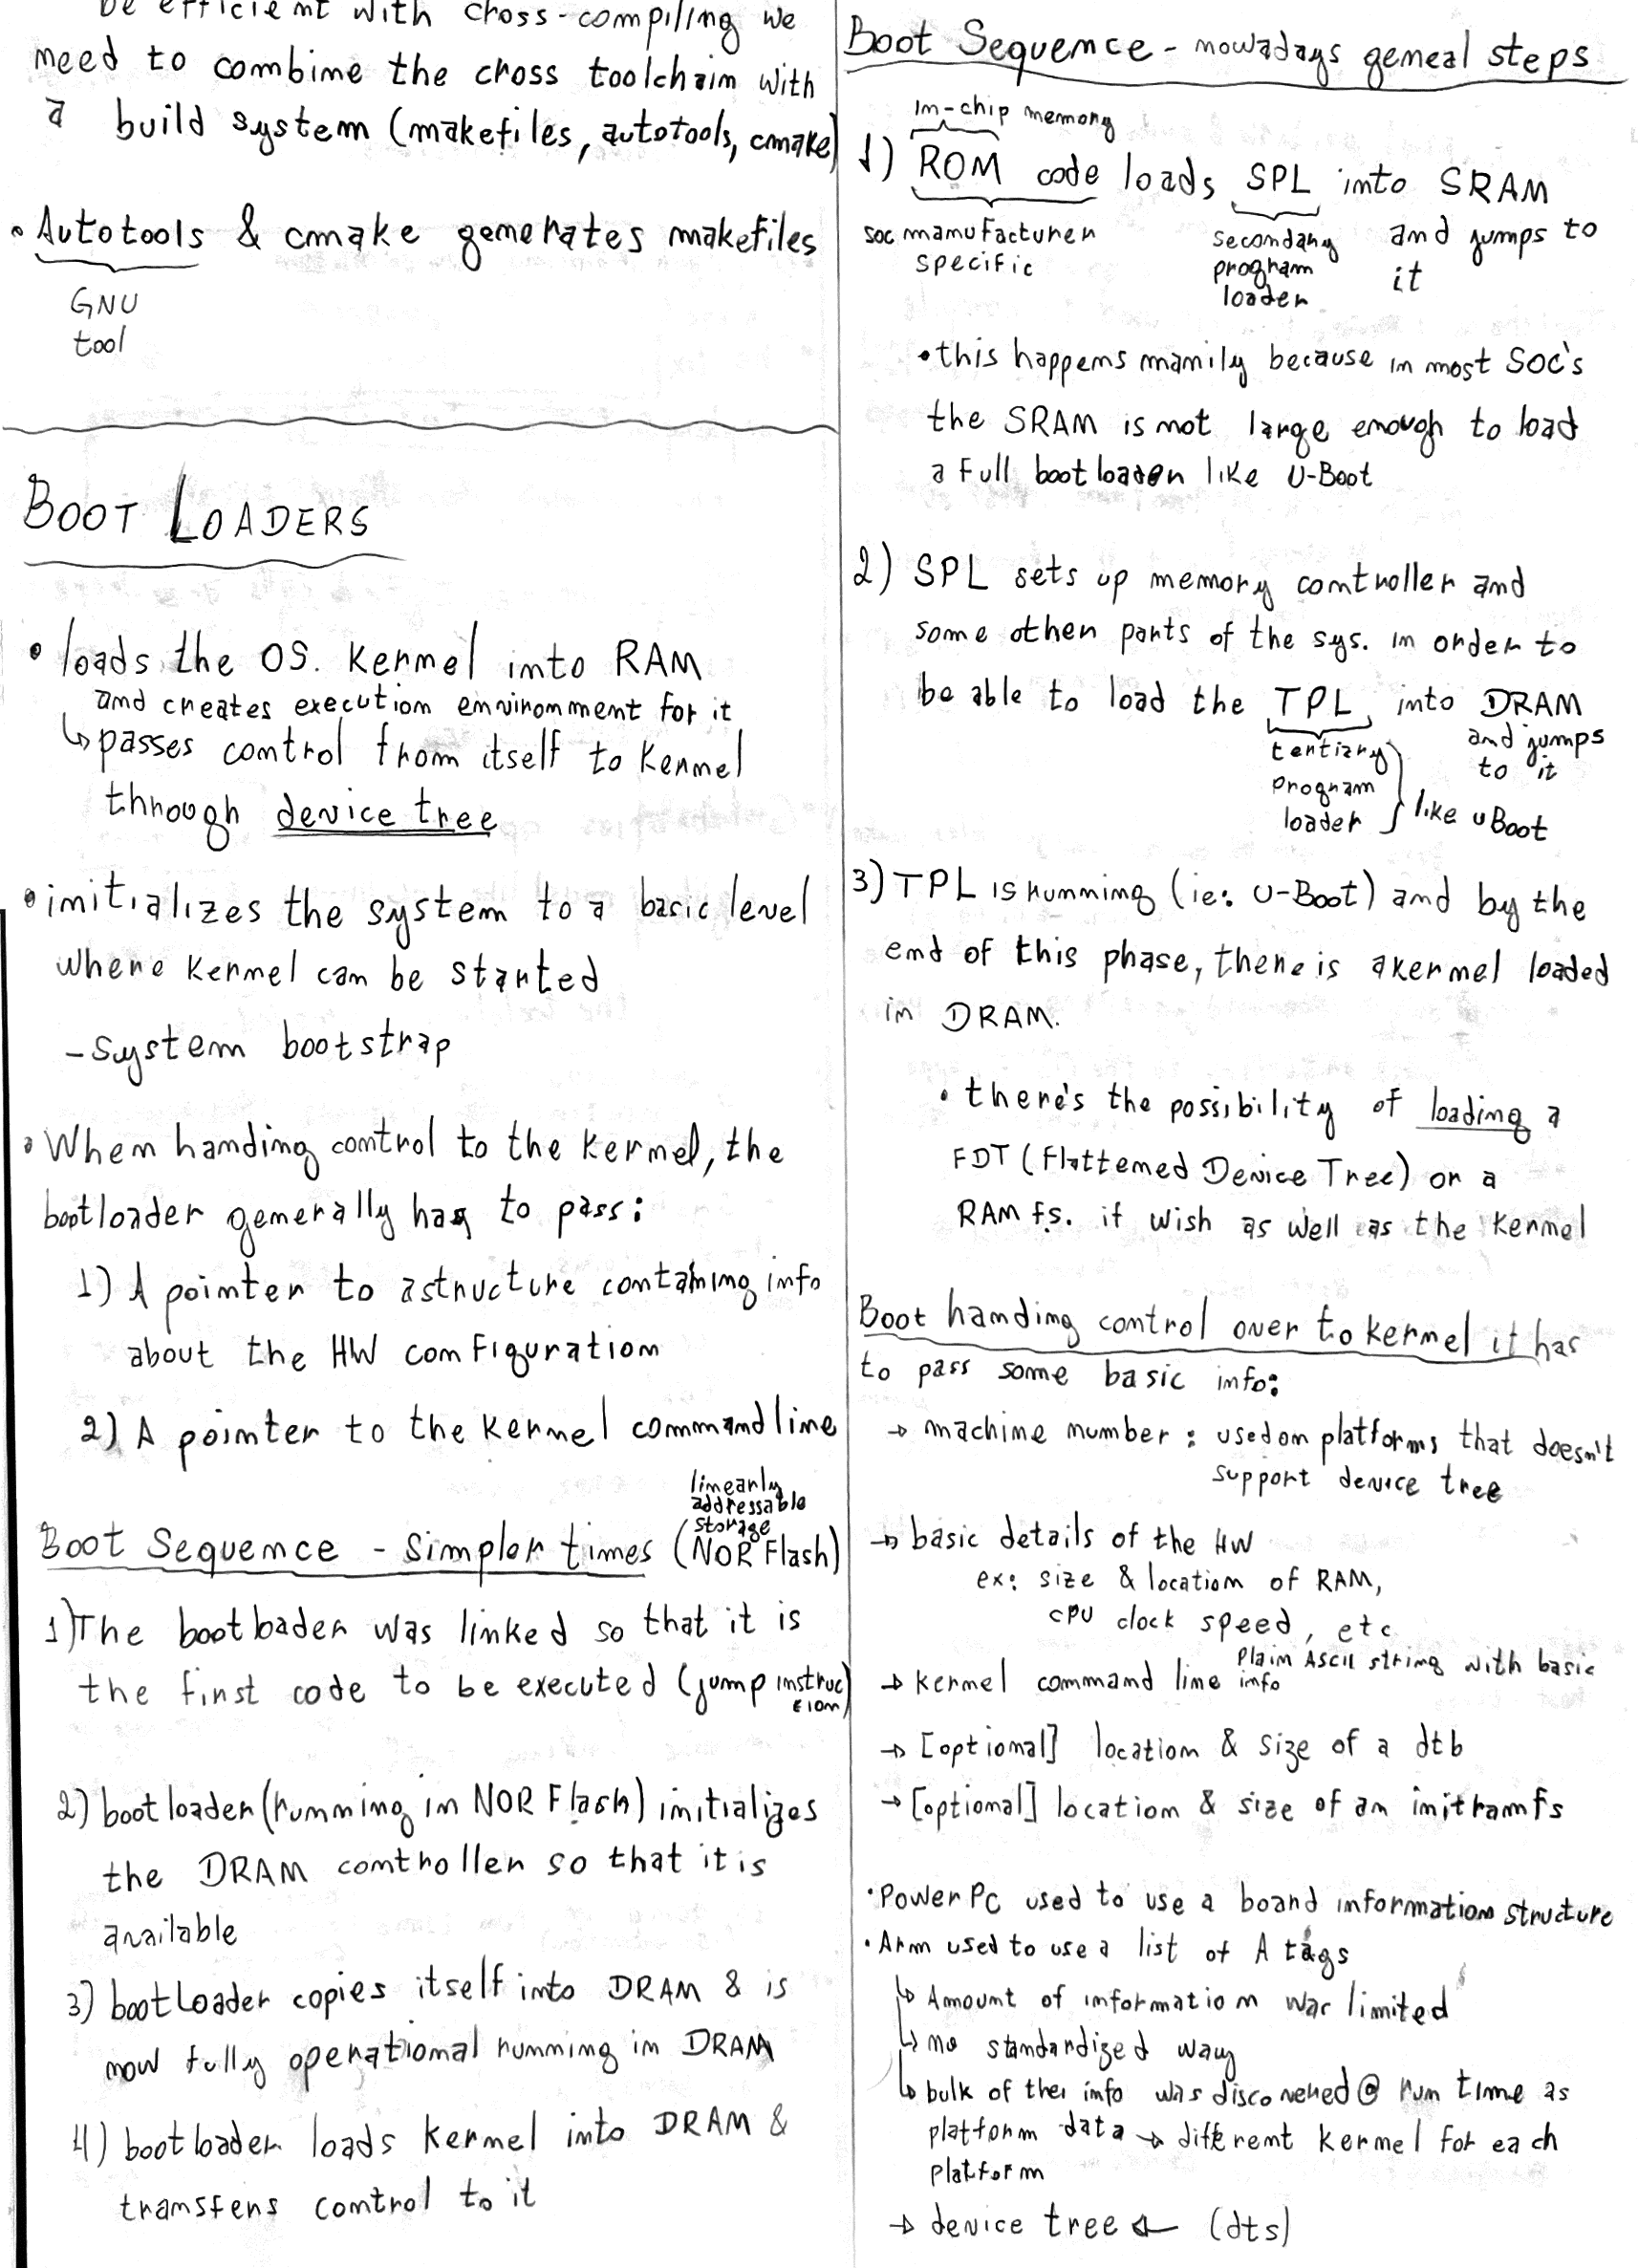 be efficient with cross-compiling we
need to combine the cross toolchain with
a build system (makefiles, autotools, cmake)
• Autotools & cmake generates makefiles
GNU
tool
BOOT LOADERS
• loads the OS. Kernel into RAM
and creates execution environment for it
↳ passes control from itself to Kernel
through device tree
• initializes the system to a basic level
where Kernel can be started
- System bootstrap
• When handing control to the Kernel, the
bootloader generally has to pass:
1) A pointer to a structure containing info
about the HW configuration
2) A pointer to the Kernel command line
linearly
addressable
storage
Boot Sequence - Simpler times (NOR Flash)
1) The bootloader was linked so that it is
the first code to be executed (jump instruc
tion)
2) bootloader (running in NOR Flash) initializes
the DRAM controller so that it is
available
3) bootloader copies itself into DRAM & is
now fully operational running in DRAM
4) bootloader loads Kernel into DRAM &
transfers control to it
Boot Sequence - nowadays geneal steps
in-chip memory
1) ROM code loads SPL into SRAM
and jumps to
it
soc manufacturer
specific
secondary
program
loader
• this happens mainily because in most SOC's
the SRAM is not large enough to load
a full bootloader like U-Boot
2) SPL sets up memory controller and
some other parts of the sys. in order to
be able to load the TPL into DRAM
and jumps
to it
tertiary
program
loader
like uBoot
3) TPL is running (ie: U-Boot) and by the
end of this phase, there is a kernel loaded
in DRAM.
• there's the possibility of loading a
FDT (Flattened Device Tree) or a
RAM fs. if wish as well as the Kernel
Boot handing control over to kernel it has
to pass some basic info:
→ machine number: used on platforms that doesn't
support device tree
→ basic details of the HW
ex: size & location of RAM,
CPU clock speed, etc
plain ASCII string with basic
→ kernel command line info
→ [optional] location & size of a dtb
→ [optional] location & size of an initramfs
• Power PC used to use a board information structure
• Arm used to use a list of A tags
↳ Amount of information was limited
↳ no standardized way
↳ bulk of the info was discovered @ run time as
platform data → different Kernel for each
platform
→ device tree ← (dts)